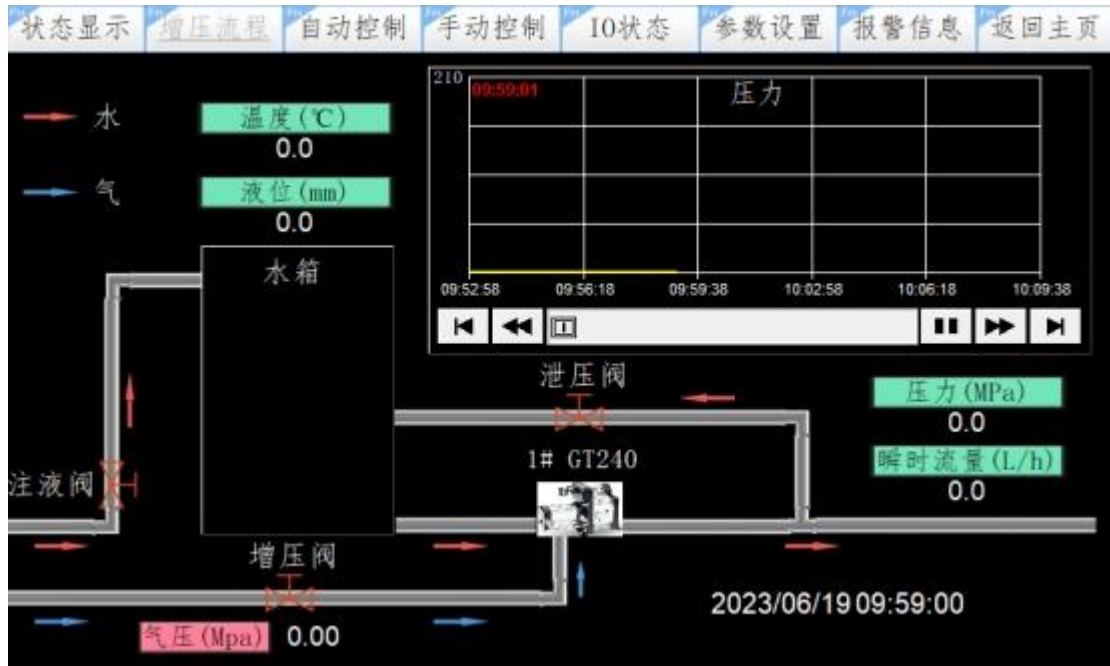 状态显示 增压流程 自动控制 手动控制 IO状态 参数设置 报警信息 返回主页
210
09:59:01
压力
水
温度(℃)
0.0
气
液位(mm)
0.0
水箱
09:52:58 09:56:18 09:59:38 10:02:58 10:06:18 10:09:38
泄压阀
压力(MPa)
0.0
1# GT240
瞬时流量(L/h)
0.0
注液阀
增压阀
2023/06/19 09:59:00
气压(Mpa) 0.00